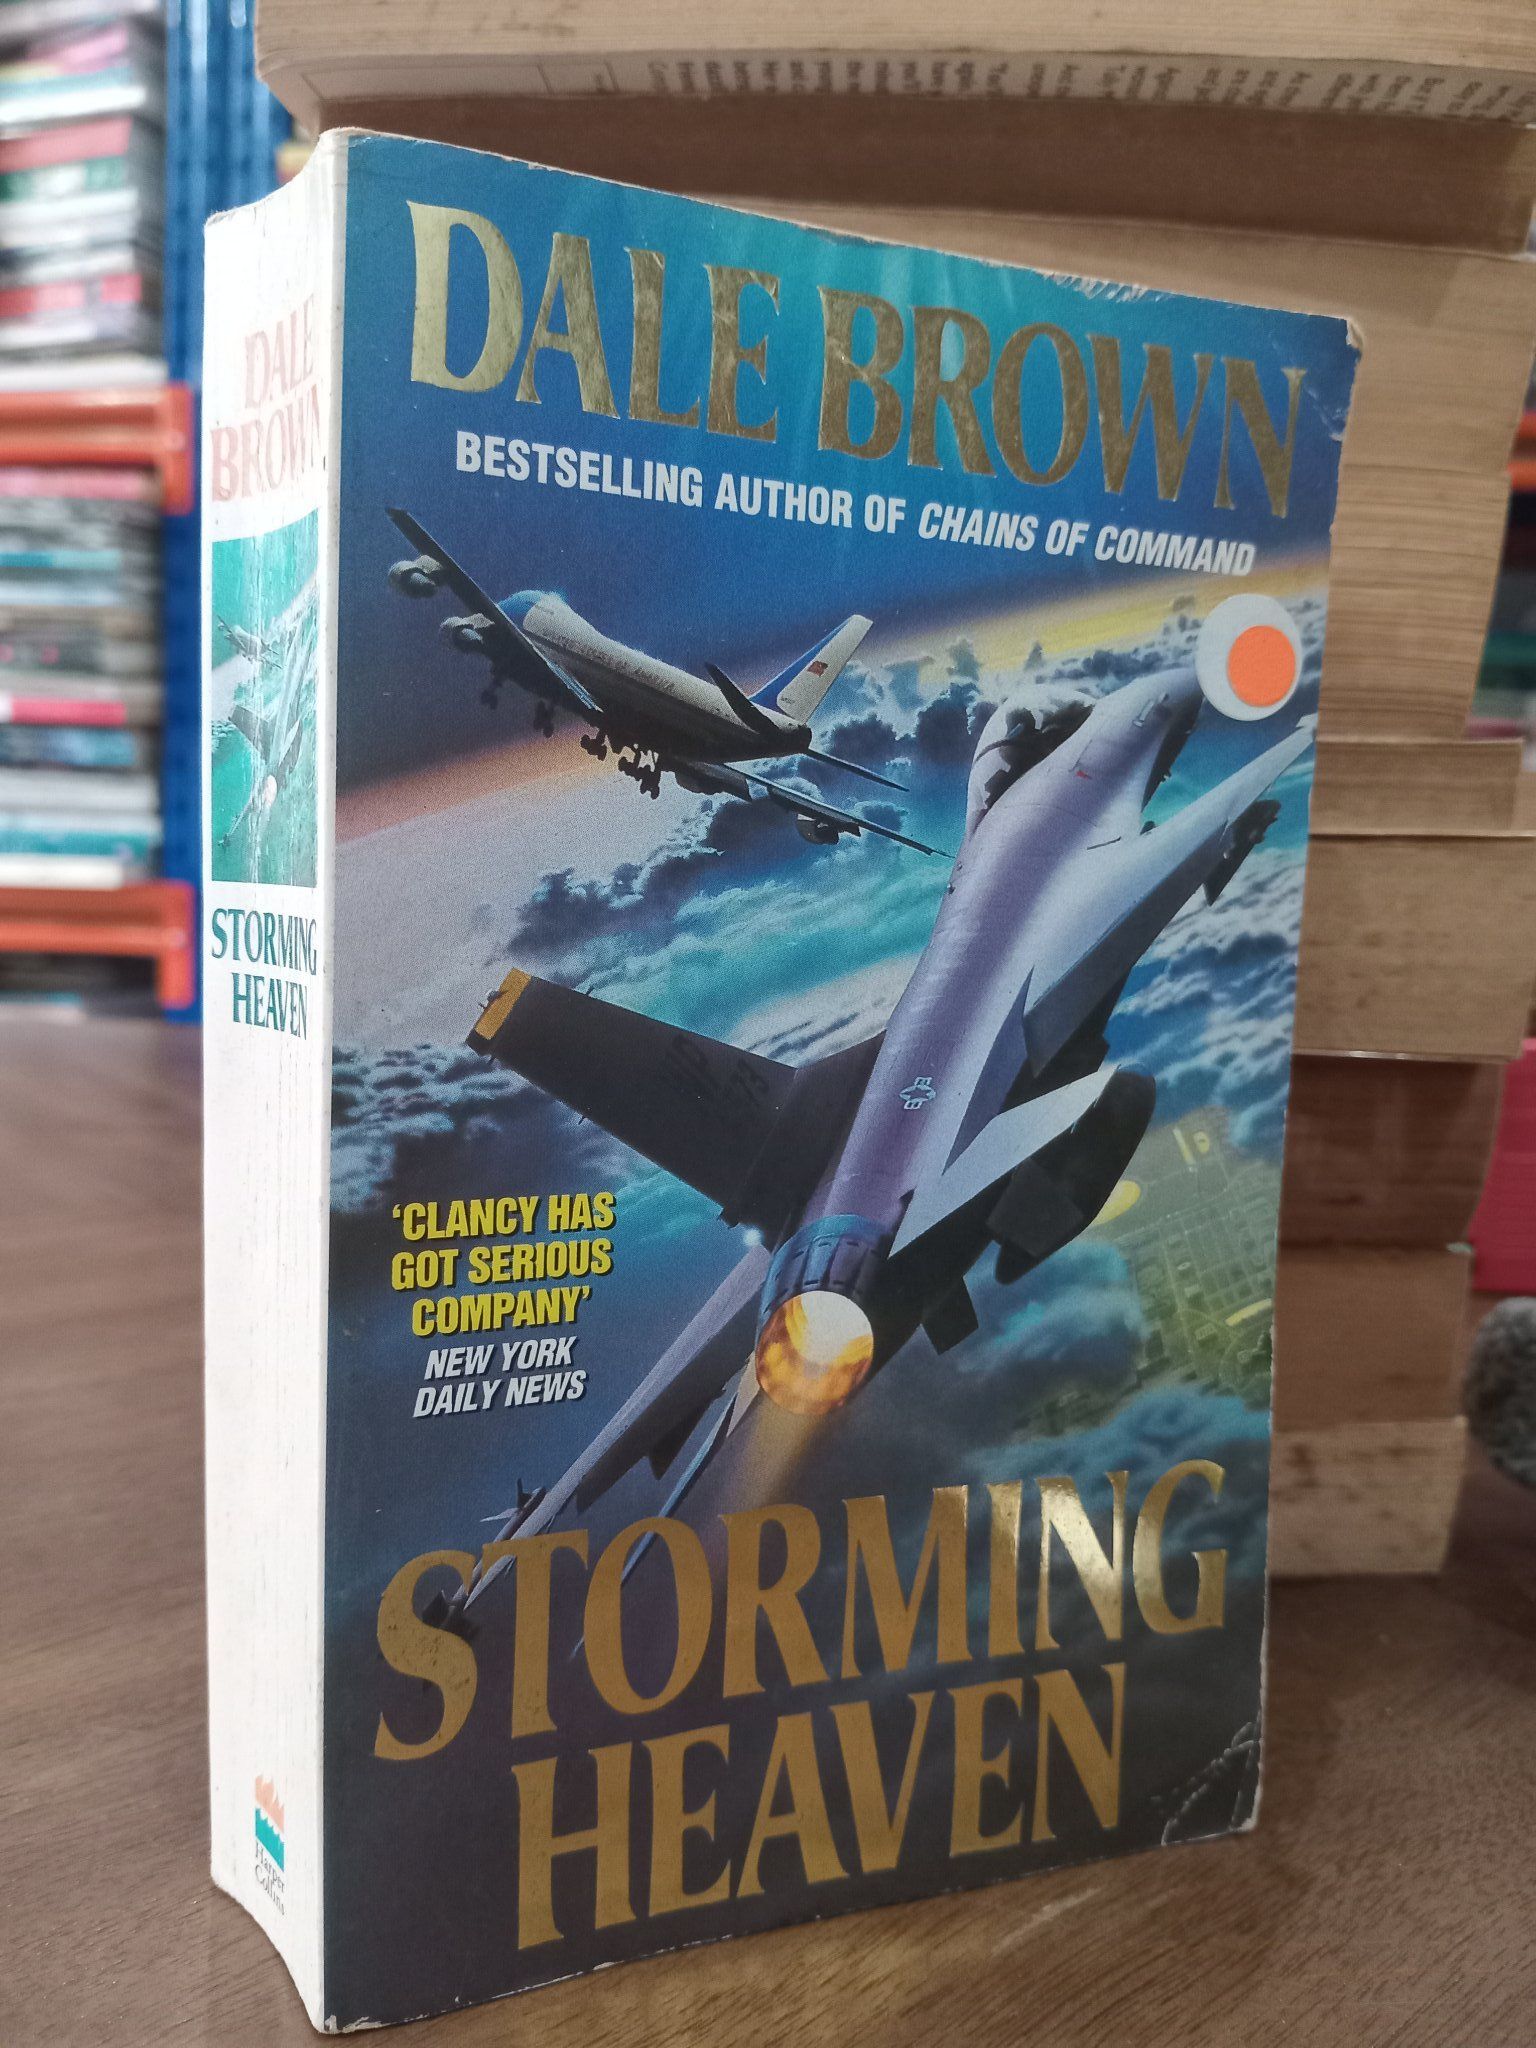 DALE BROWN
BESTSELLING AUTHOR OF CHAINS OF COMMAND
'CLANCY HAS
GOT SERIOUS
COMPANY'
NEW YORK
DAILY NEWS
STORMING
HEAVEN
DALE
BROWN
STORMING
HEAVEN
Harper
Collins